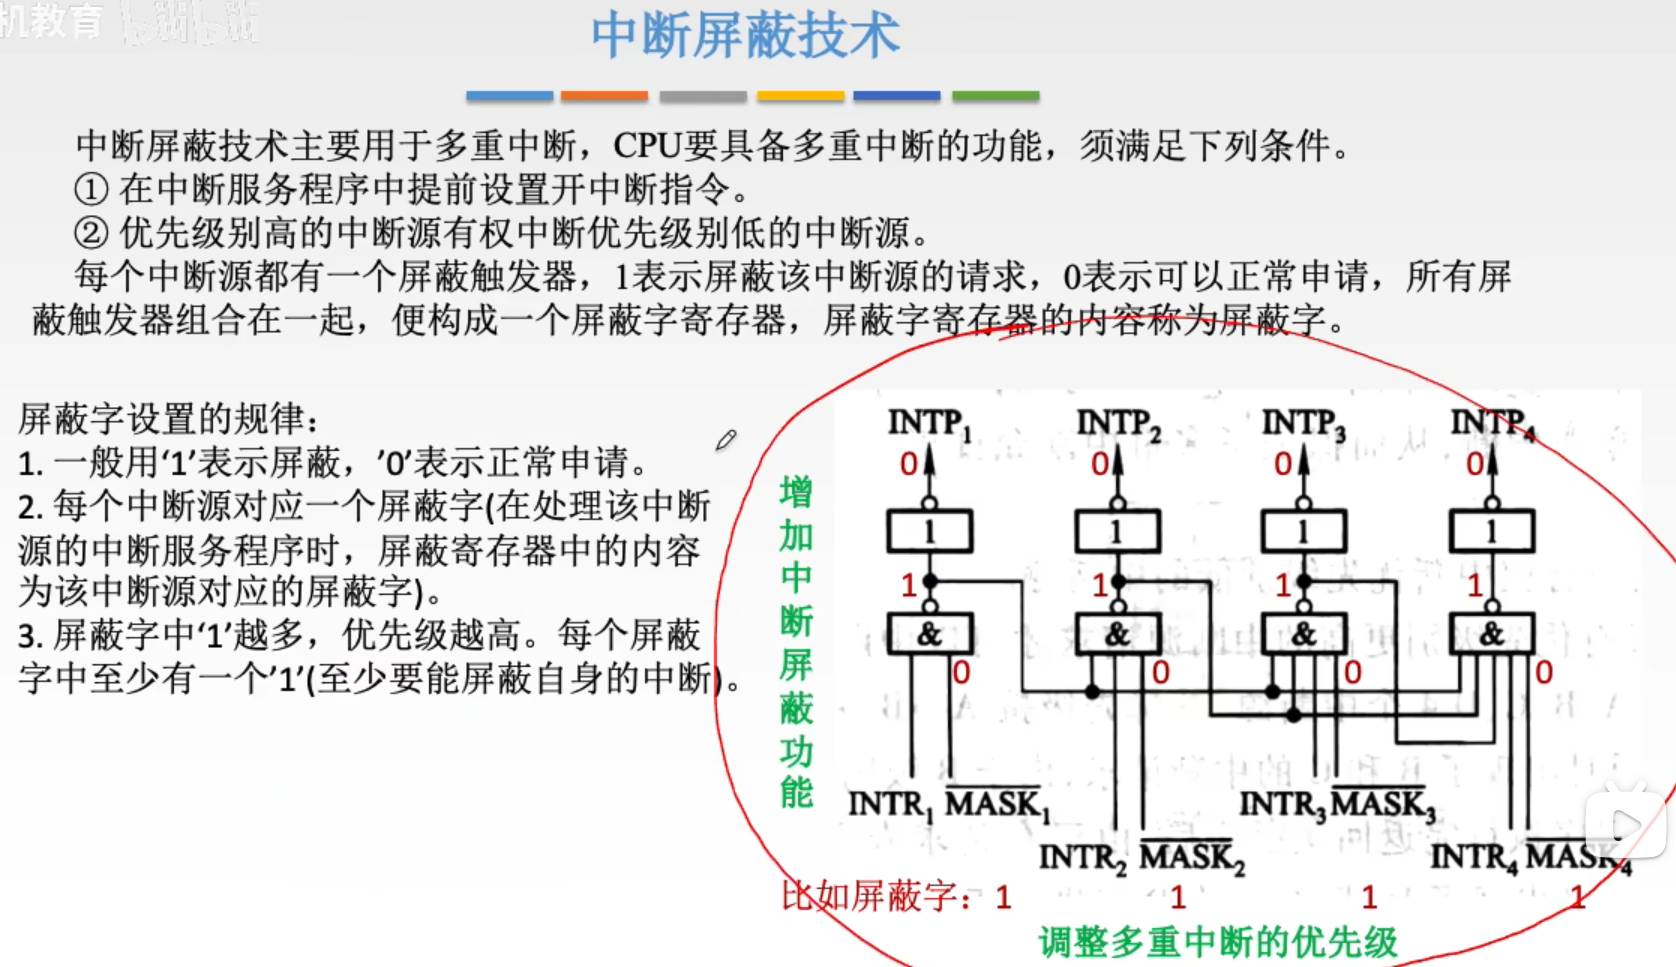 机教育 bilibili
中断屏蔽技术
中断屏蔽技术主要用于多重中断，CPU要具备多重中断的功能，须满足下列条件。
① 在中断服务程序中提前设置开中断指令。
② 优先级别高的中断源有权中断优先级别低的中断源。
每个中断源都有一个屏蔽触发器，1表示屏蔽该中断源的请求，0表示可以正常申请，所有屏
蔽触发器组合在一起，便构成一个屏蔽字寄存器，屏蔽字寄存器的内容称为屏蔽字。
屏蔽字设置的规律：
1. 一般用‘1’表示屏蔽，’0’表示正常申请。
2. 每个中断源对应一个屏蔽字(在处理该中断
源的中断服务程序时，屏蔽寄存器中的内容
为该中断源对应的屏蔽字)。
3. 屏蔽字中‘1’越多，优先级越高。每个屏蔽
字中至少有一个’1’(至少要能屏蔽自身的中断)。
增加中断屏蔽功能
INTP₁ INTP₂ INTP₃ INTP₄
0 0 0 0
1 1 1 1
1 1 1 1
& & & &
0 0 0 0
INTR₁ M̅A̅S̅K̅₁ INTR₃ M̅A̅S̅K̅₃
INTR₂ M̅A̅S̅K̅₂ INTR₄ M̅A̅S̅K̅₄
比如屏蔽字：1 1 1 1
调整多重中断的优先级